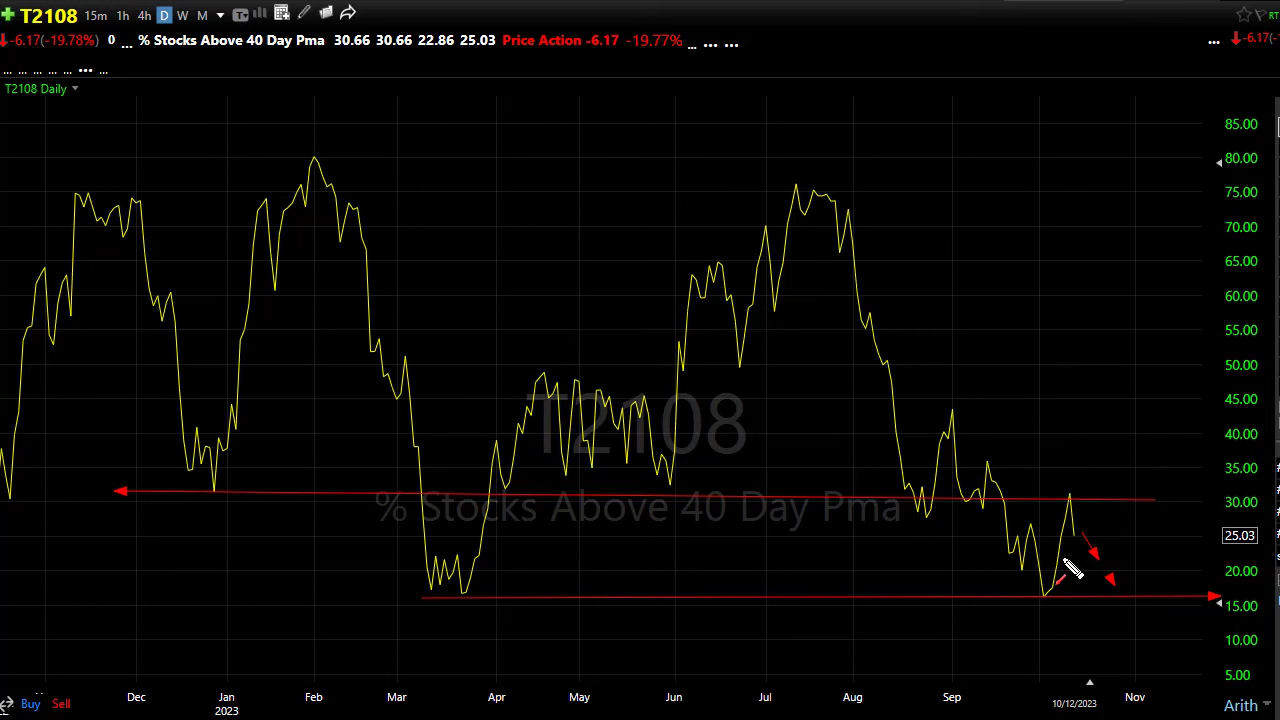 T2108 15m 1h 4h D W M T RT
-6.17(-19.78%) 0 ... % Stocks Above 40 Day Pma 30.66 30.66 22.86 25.03 Price Action -6.17 -19.77% ... ... ... ... -6.17(-1
... ... ... ... ... ... ...
T2108 Daily
85.00
80.00
75.00
70.00
65.00
60.00
55.00
50.00
45.00
40.00
35.00
30.00
25.03
20.00
15.00
10.00
5.00
T2108
% Stocks Above 40 Day Pma
Dec Jan Feb Mar Apr May Jun Jul Aug Sep Nov
2023 10/12/2023
Buy Sell Arith